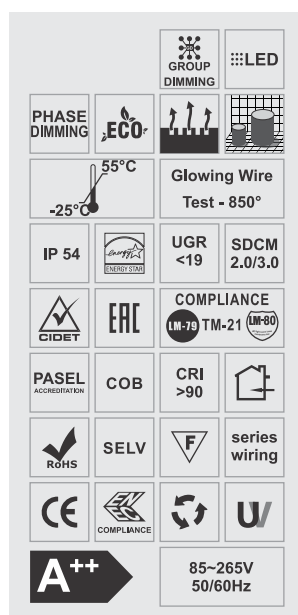 GROUP
DIMMING
LED
PHASE
DIMMING
ECO
55°C
-25°C
Glowing Wire
Test - 850°
IP 54
energy
ENERGY STAR
UGR
<19
SDCM
2.0/3.0
CIDET
EAC
COMPLIANCE
LM-79 TM-21 LM-80
PASEL
ACCREDITATION
COB
CRI
>90
RoHS
SELV
F
series
wiring
CE
ENEC
COMPLIANCE
UV
A++
85~265V
50/60Hz